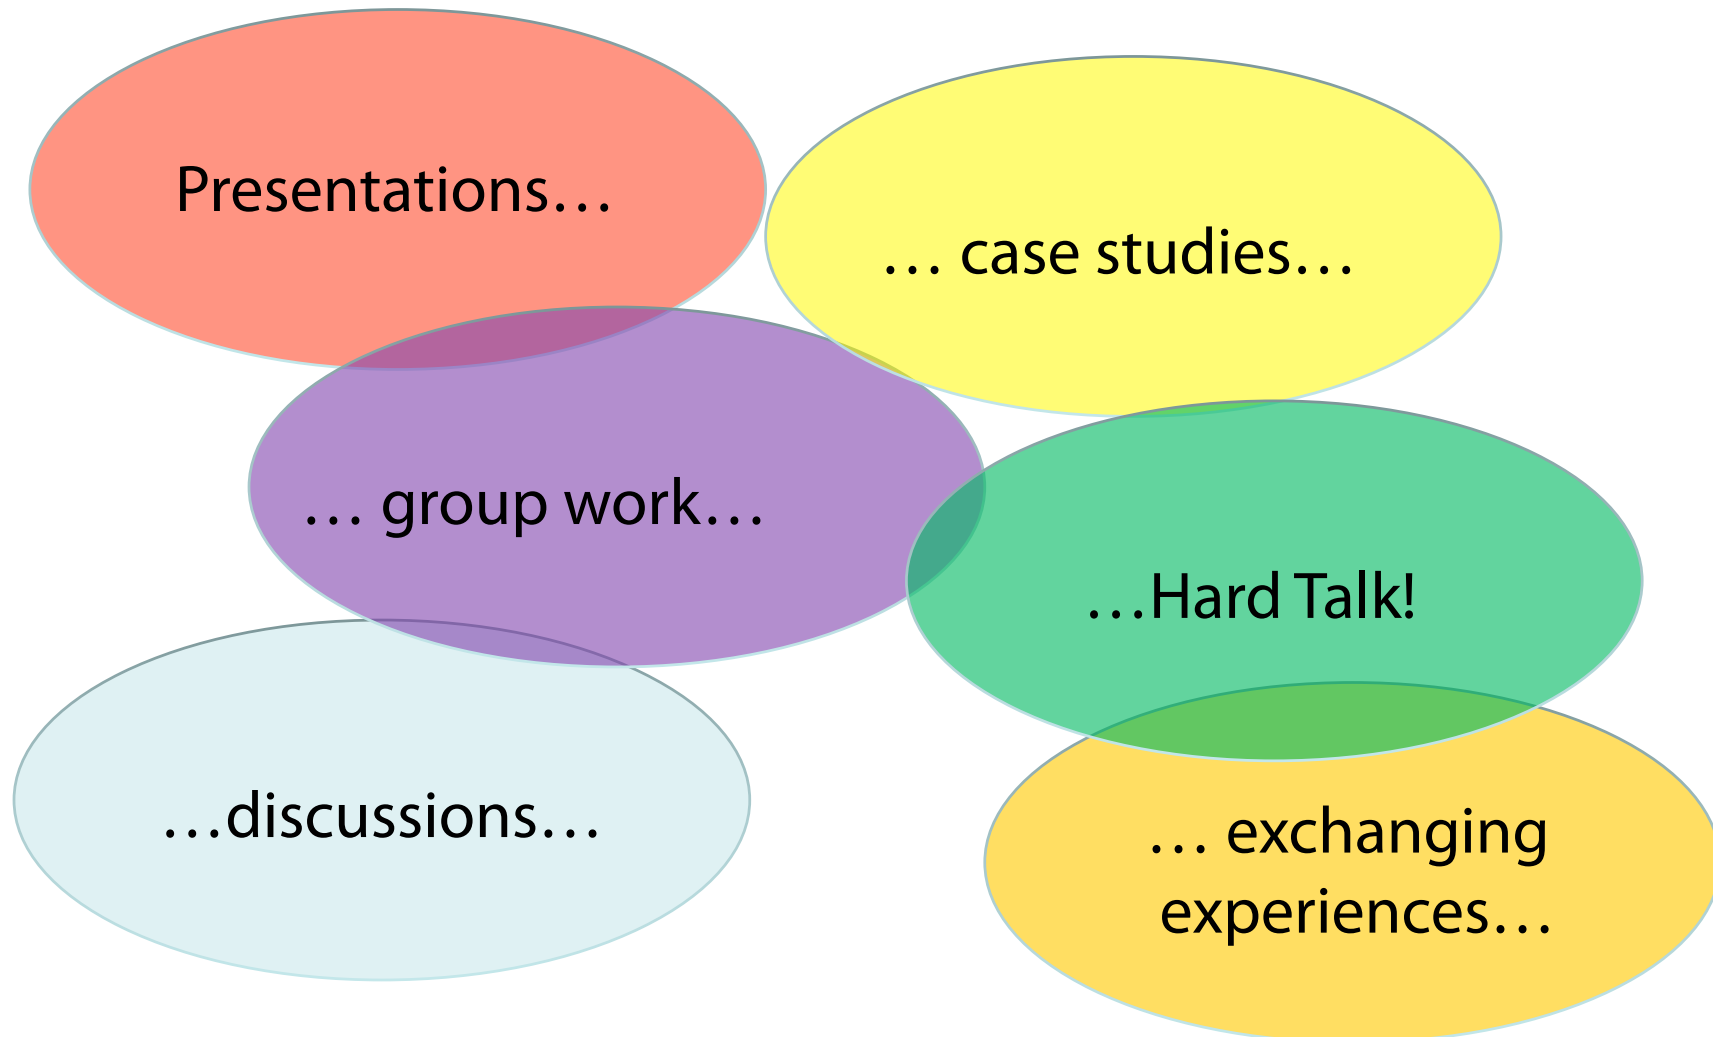 Presentations…
… case studies…
… group work…
…Hard Talk!
…discussions…
… exchanging
experiences…